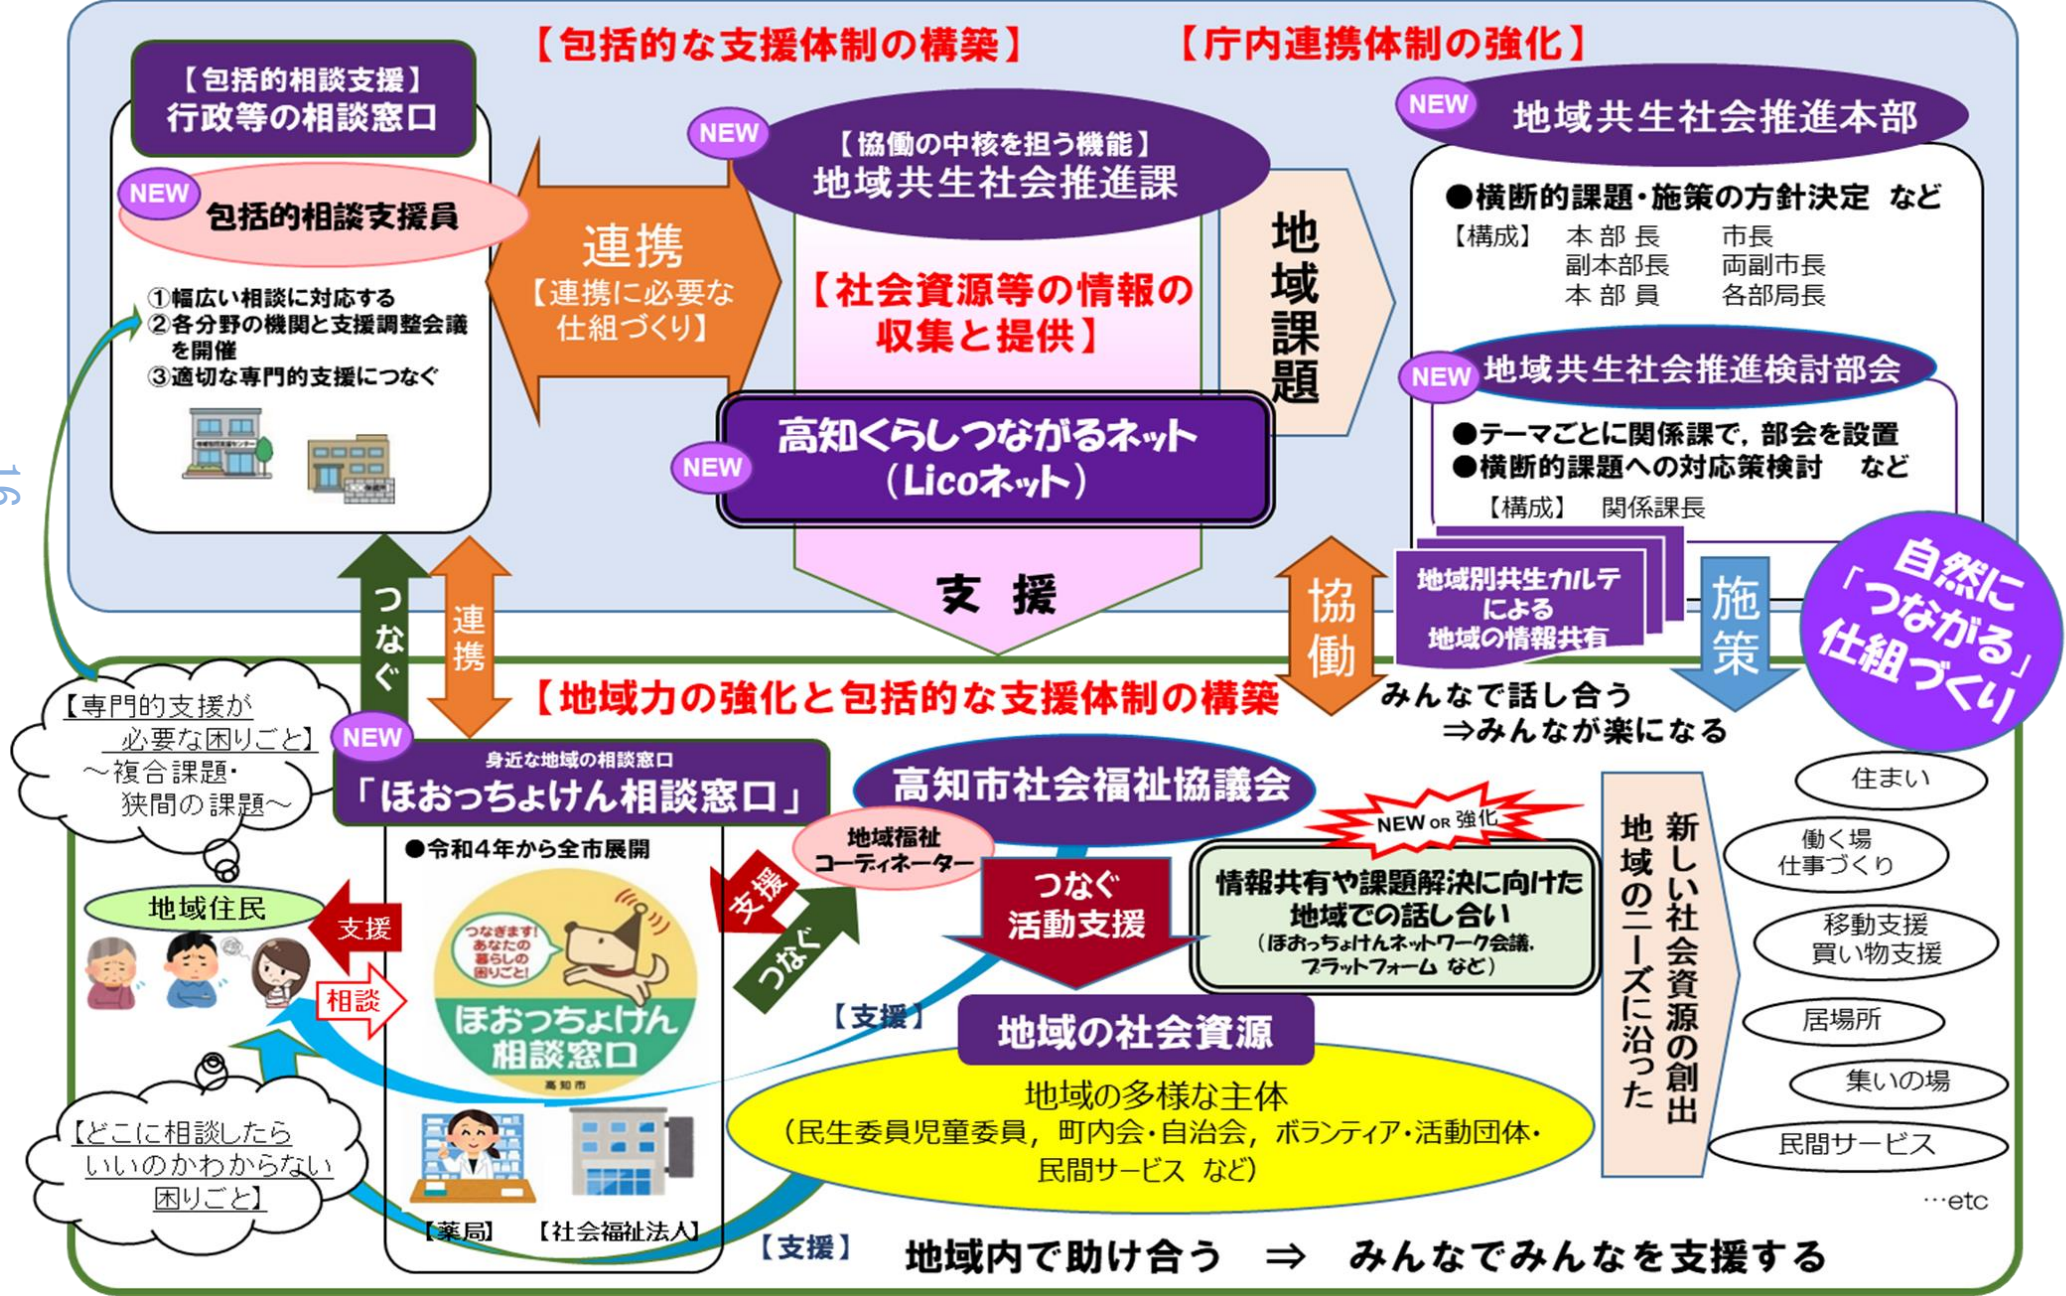 【包括的な支援体制の構築】
【庁内連携体制の強化】
【包括的相談支援】
行政等の相談窓口
NEW
包括的相談支援員
①幅広い相談に対応する
②各分野の機関と支援調整会議
を開催
③適切な専門的支援につなぐ
連携
【連携に必要な
仕組づくり】
NEW
【協働の中核を担う機能】
地域共生社会推進課
【社会資源等の情報の
収集と提供】
NEW
高知くらしつながるネット
(Licoネット)
支 援
地域課題
NEW
地域共生社会推進本部
●横断的課題・施策の方針決定 など
【構成】 本 部 長 市長
副本部長 両副市長
本 部 員 各部局長
NEW
地域共生社会推進検討部会
●テーマごとに関係課で,部会を設置
●横断的課題への対応策検討 など
【構成】 関係課長
地域別共生カルテ
による
地域の情報共有
協働
施策
自然に
「つながる」
仕組づくり
16
つなぐ
連携
【地域力の強化と包括的な支援体制の構築
みんなで話し合う
⇒みんなが楽になる
【専門的支援が
必要な困りごと】
～複合課題・
狭間の課題～
NEW
身近な地域の相談窓口
「ほおっちょけん相談窓口」
●令和4年から全市展開
つなぎます!
あなたの
暮らしの
困りごと!
ほおっちょけん
相談窓口
高知市
【薬局】 【社会福祉法人】
地域住民
支援
相談
【どこに相談したら
いいのかわからない
困りごと】
高知市社会福祉協議会
地域福祉
コーディネーター
支援
つなぐ
つなぐ
活動支援
NEW OR 強化
情報共有や課題解決に向けた
地域での話し合い
(ほおっちょけんネットワーク会議,
プラットフォーム など)
【支援】
地域の社会資源
地域の多様な主体
(民生委員児童委員,町内会・自治会,ボランティア・活動団体・
民間サービス など)
【支援】
地域内で助け合う ⇒ みんなでみんなを支援する
新しい社会資源の創出
地域のニーズに沿った
住まい
働く場
仕事づくり
移動支援
買い物支援
居場所
集いの場
民間サービス
…etc